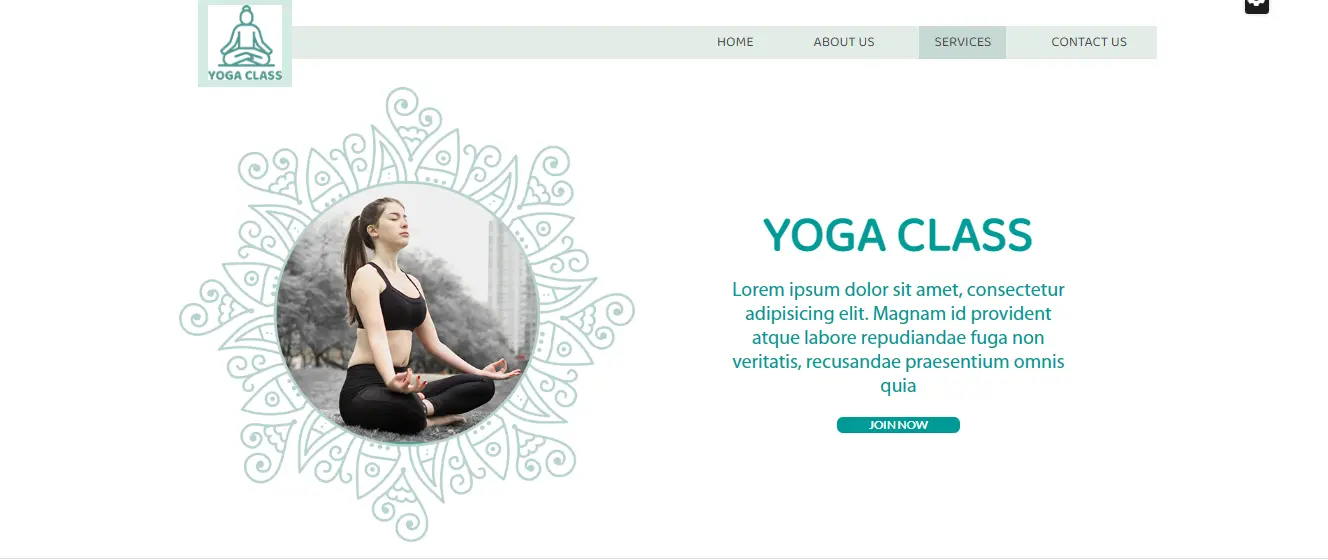 YOGA CLASS
HOME
ABOUT US
SERVICES
CONTACT US
YOGA CLASS
Lorem ipsum dolor sit amet, consectetur
adipisicing elit. Magnam id provident
atque labore repudiandae fuga non
veritatis, recusandae praesentium omnis
quia
JOIN NOW